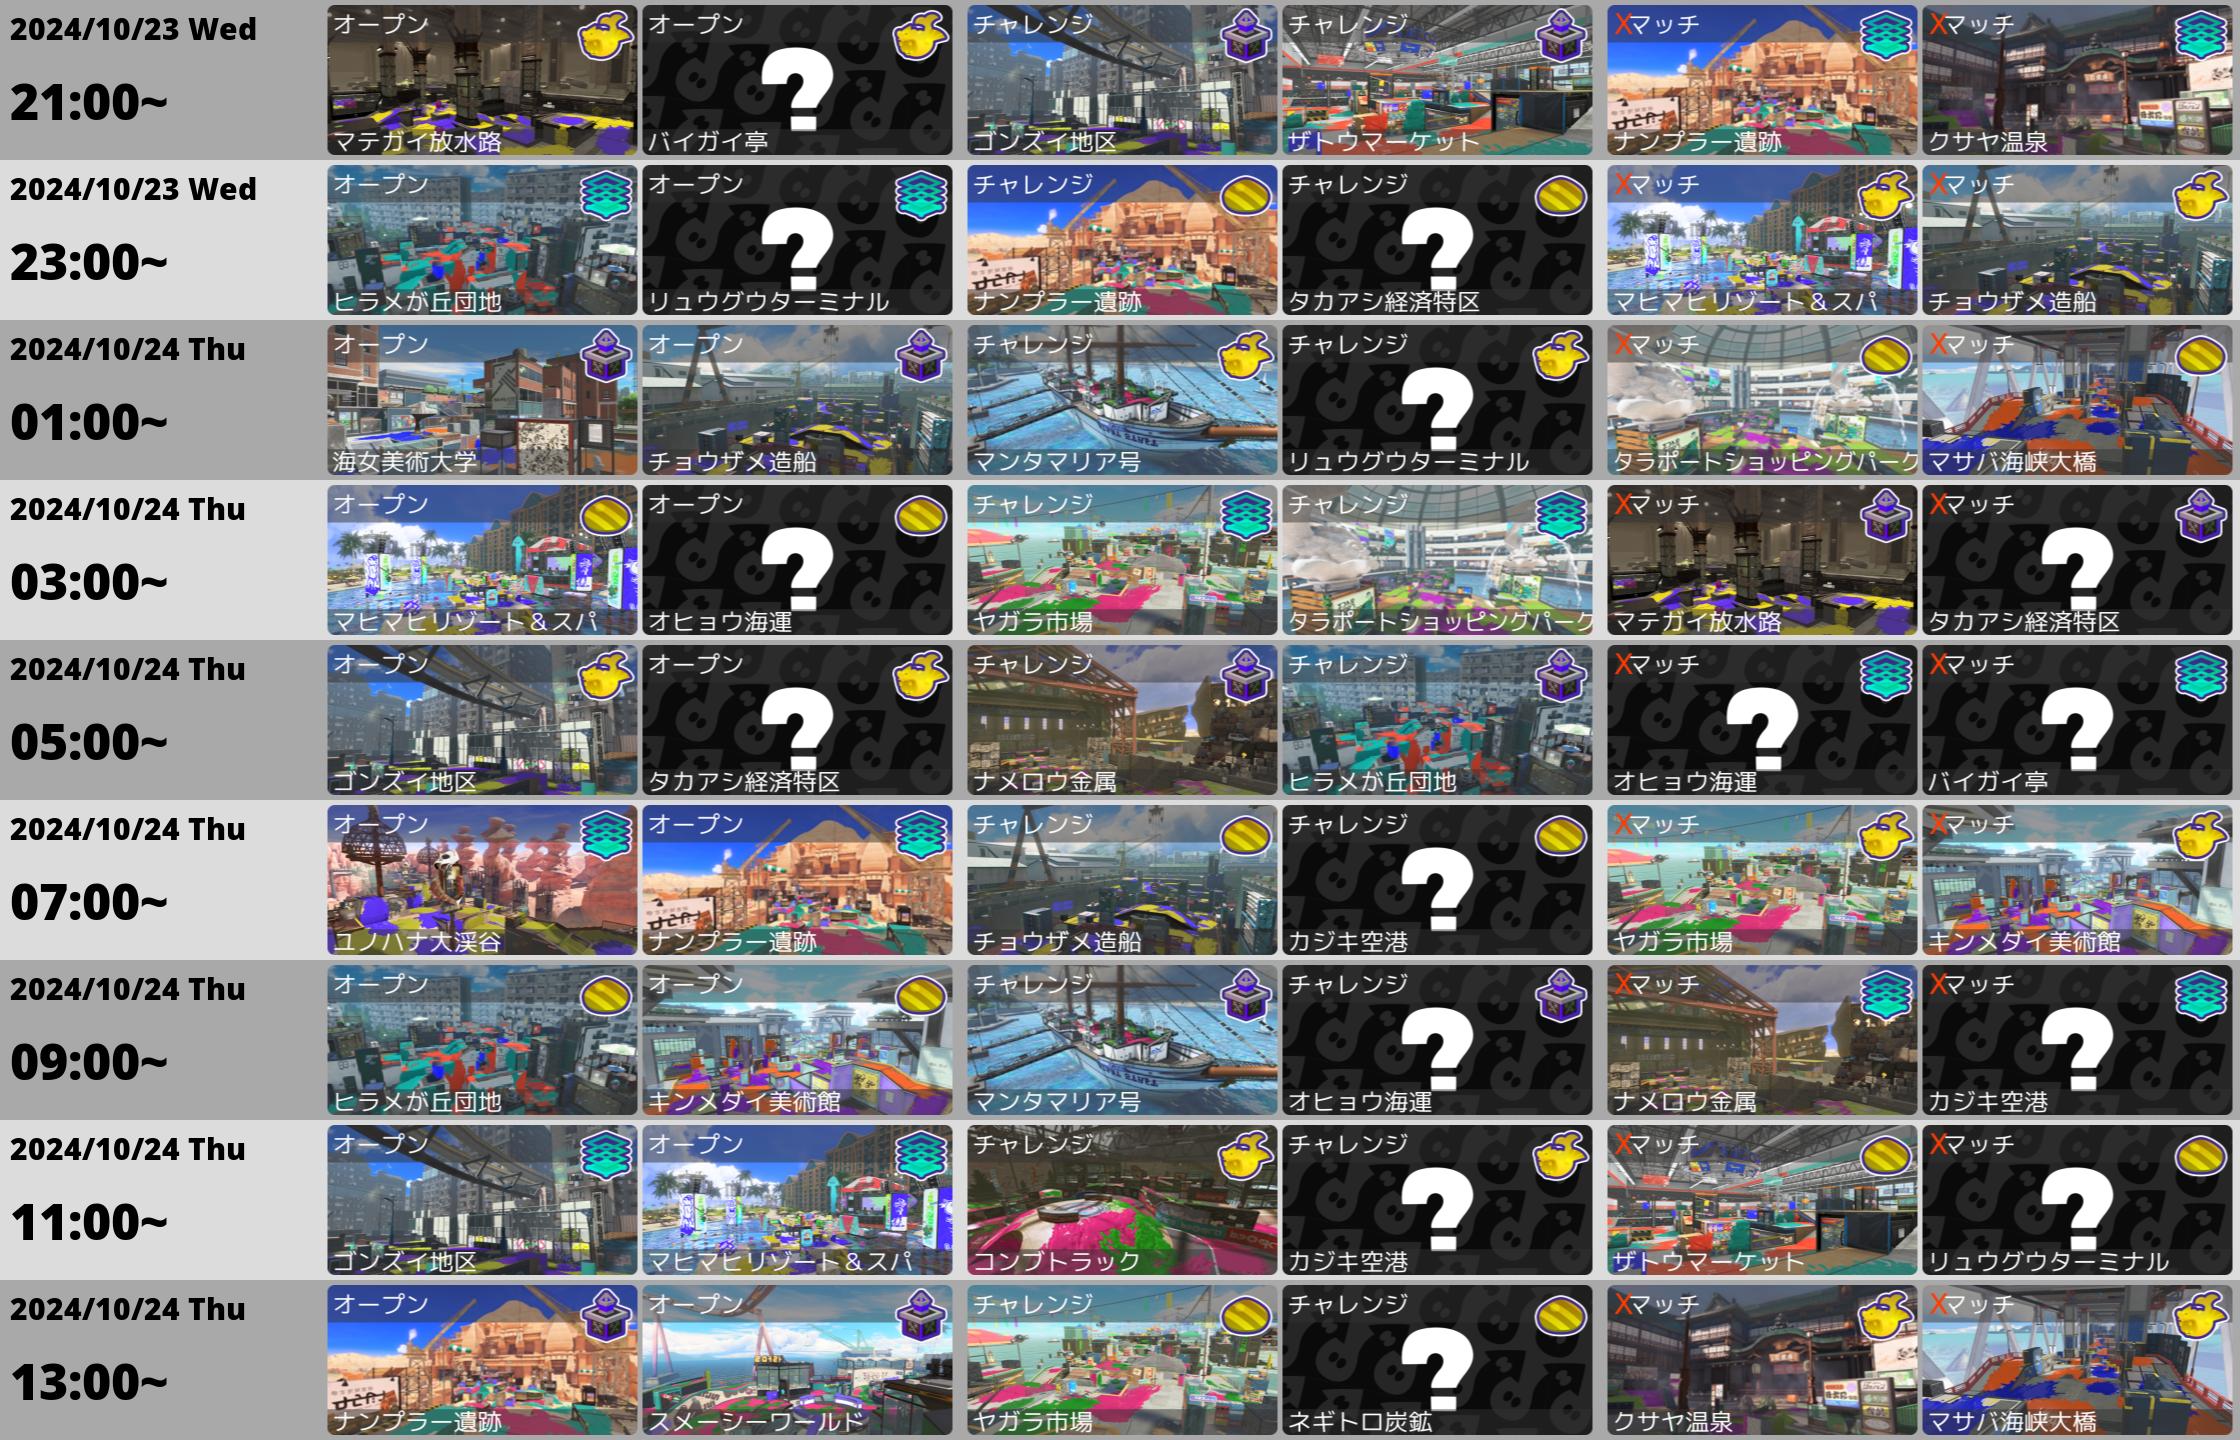 2024/10/23 Wed
21:00~
オープン
マテガイ放水路
オープン
バイガイ亭
チャレンジ
ゴンズイ地区
チャレンジ
ザトウマーケット
Xマッチ
ナンプラー遺跡
Xマッチ
クサヤ温泉
2024/10/23 Wed
23:00~
オープン
ヒラメが丘団地
オープン
リュウグウターミナル
チャレンジ
ナンプラー遺跡
チャレンジ
タカアシ経済特区
Xマッチ
マヒマヒリゾート＆スパ
Xマッチ
チョウザメ造船
2024/10/24 Thu
01:00~
オープン
海女美術大学
オープン
チョウザメ造船
チャレンジ
マンタマリア号
チャレンジ
リュウグウターミナル
Xマッチ
タラポートショッピングパーク
Xマッチ
マサバ海峡大橋
2024/10/24 Thu
03:00~
オープン
マヒマヒリゾート＆スパ
オープン
オヒョウ海運
チャレンジ
ヤガラ市場
チャレンジ
タラポートショッピングパーク
Xマッチ
マテガイ放水路
Xマッチ
タカアシ経済特区
2024/10/24 Thu
05:00~
オープン
ゴンズイ地区
オープン
タカアシ経済特区
チャレンジ
ナメロウ金属
チャレンジ
ヒラメが丘団地
Xマッチ
オヒョウ海運
Xマッチ
バイガイ亭
2024/10/24 Thu
07:00~
オープン
ユノハナ大渓谷
オープン
ナンプラー遺跡
チャレンジ
チョウザメ造船
チャレンジ
カジキ空港
Xマッチ
ヤガラ市場
Xマッチ
キンメダイ美術館
2024/10/24 Thu
09:00~
オープン
ヒラメが丘団地
オープン
キンメダイ美術館
チャレンジ
マンタマリア号
チャレンジ
オヒョウ海運
Xマッチ
ナメロウ金属
Xマッチ
カジキ空港
2024/10/24 Thu
11:00~
オープン
ゴンズイ地区
オープン
マヒマヒリゾート＆スパ
チャレンジ
コンブトラック
チャレンジ
カジキ空港
Xマッチ
ザトウマーケット
Xマッチ
リュウグウターミナル
2024/10/24 Thu
13:00~
オープン
ナンプラー遺跡
オープン
スメーシーワールド
チャレンジ
ヤガラ市場
チャレンジ
ネギトロ炭鉱
Xマッチ
クサヤ温泉
Xマッチ
マサバ海峡大橋